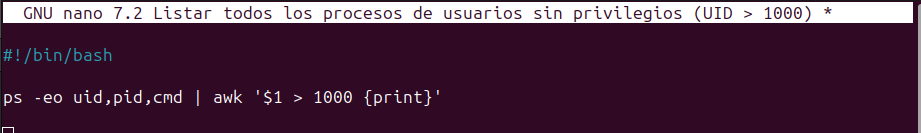 GNU nano 7.2 Listar todos los procesos de usuarios sin privilegios (UID > 1000) *
#!/bin/bash
ps -eo uid,pid,cmd | awk '$1 > 1000 {print}'